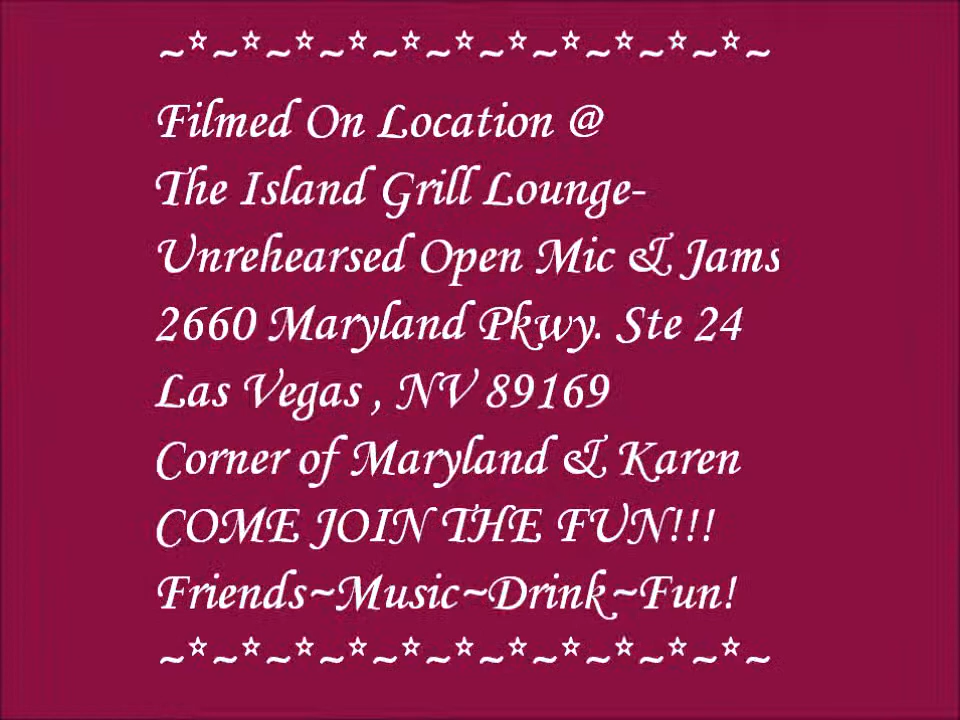 ~*~*~*~*~*~*~*~*~*~*~*~
Filmed On Location @
The Island Grill Lounge-
Unrehearsed Open Mic & Jams
2660 Maryland Pkwy. Ste 24
Las Vegas , NV 89169
Corner of Maryland & Karen
COME JOIN THE FUN!!!
Friends~Music~Drink~Fun!
~*~*~*~*~*~*~*~*~*~*~*~